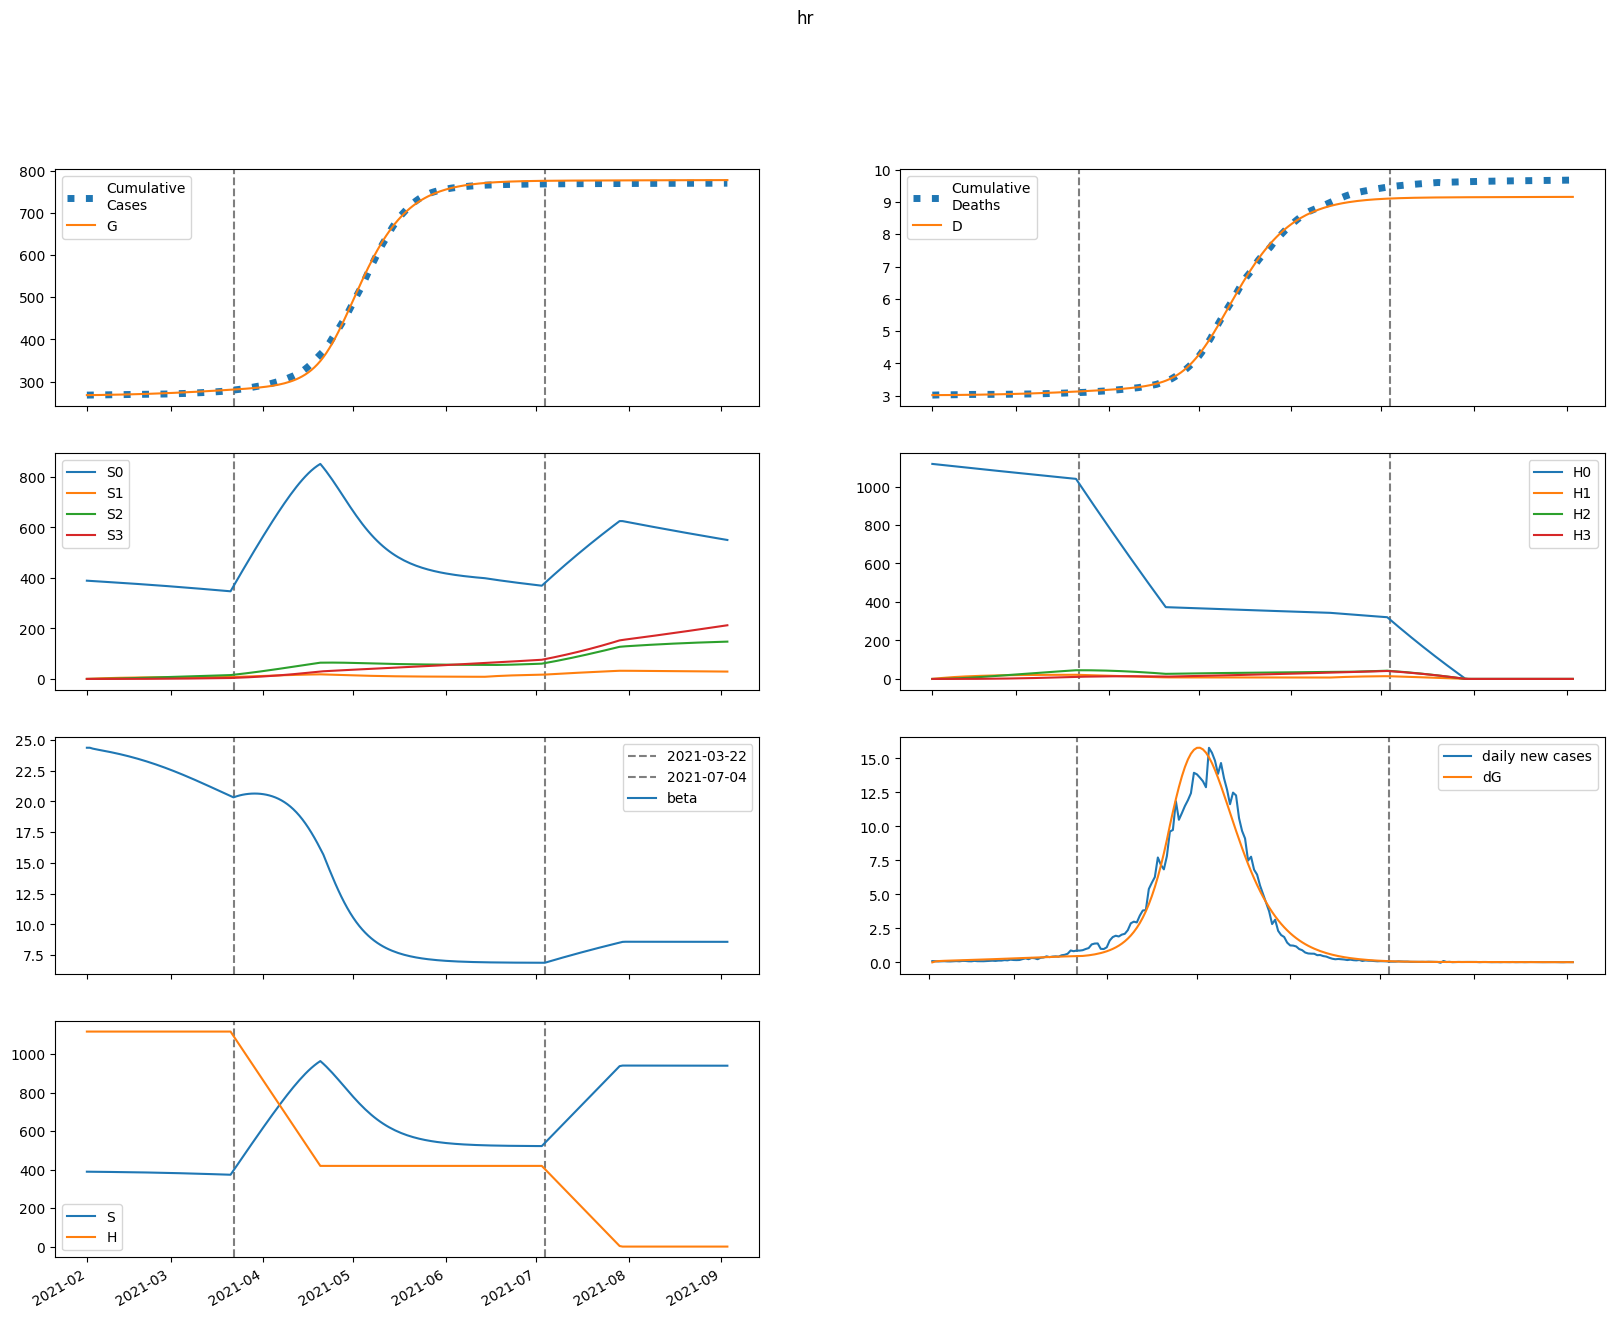 hr
800
700
600
500
400
300
Cumulative
Cases
G
10
9
8
7
6
5
4
3
Cumulative
Deaths
D
800
600
400
200
0
S0
S1
S2
S3
1000
800
600
400
200
0
H0
H1
H2
H3
25.0
22.5
20.0
17.5
15.0
12.5
10.0
7.5
2021-03-22
2021-07-04
beta
15.0
12.5
10.0
7.5
5.0
2.5
0.0
daily new cases
dG
1000
800
600
400
200
0
S
H
2021-02
2021-03
2021-04
2021-05
2021-06
2021-07
2021-08
2021-09